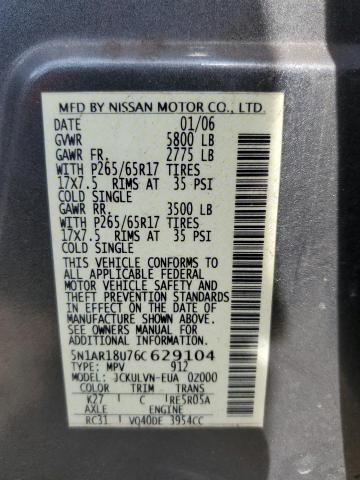 MFD BY NISSAN MOTOR CO., LTD.
DATE 01/06
GVWR 5800 LB
GAWR FR. 2775 LB
WITH P265/65R17 TIRES
17X7.5 RIMS AT 35 PSI
COLD SINGLE
GAWR RR. 3500 LB
WITH P265/65R17 TIRES
17X7.5 RIMS AT 35 PSI
COLD SINGLE
THIS VEHICLE CONFORMS TO
ALL APPLICABLE FEDERAL
MOTOR VEHICLE SAFETY AND
THEFT PREVENTION STANDARDS
IN EFFECT ON THE DATE OF
MANUFACTURE SHOWN ABOVE.
SEE OWNERS MANUAL FOR
ADDITIONAL INFORMATION.
5N1AR18U76C629104
TYPE: MPV 912
MODEL: JCKULVN-EUA 0Z000
COLOR TRIM TRANS
K27 C RE5R05A
AXLE ENGINE
RC31 VQ40DE 3954CC